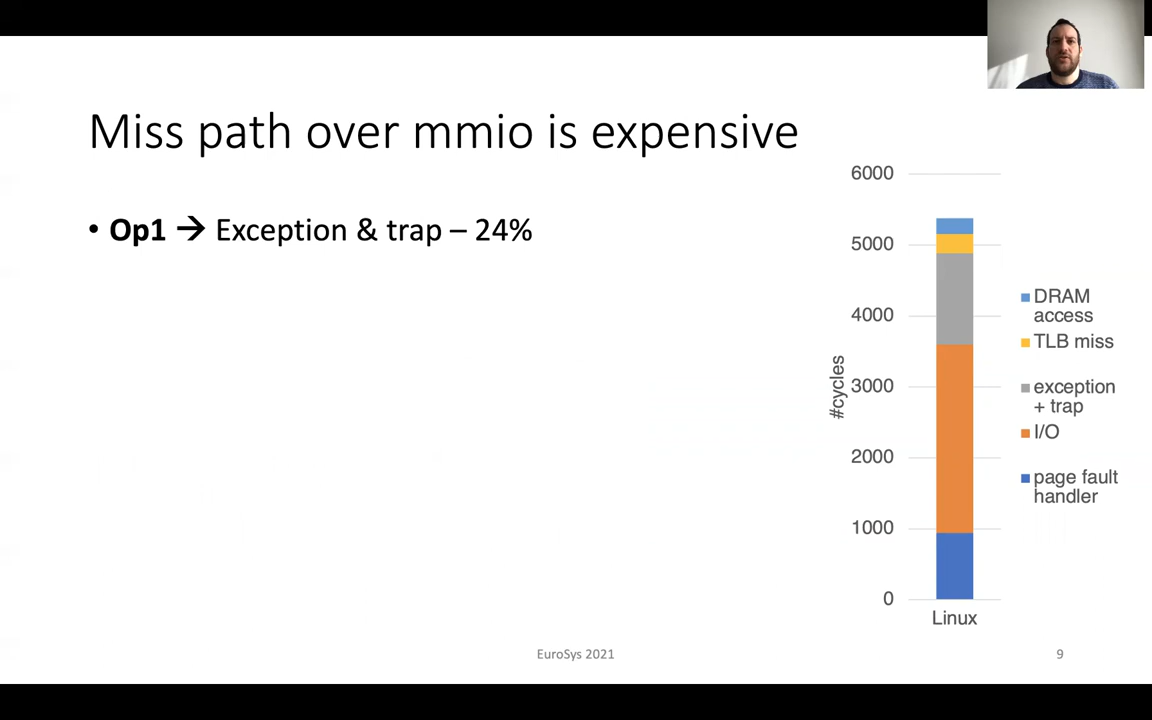 Miss path over mmio is expensive
• Op1 → Exception & trap – 24%
6000
5000
4000
3000
2000
1000
0
#cycles
Linux
DRAM
access
TLB miss
exception
+ trap
I/O
page fault
handler
EuroSys 2021
9